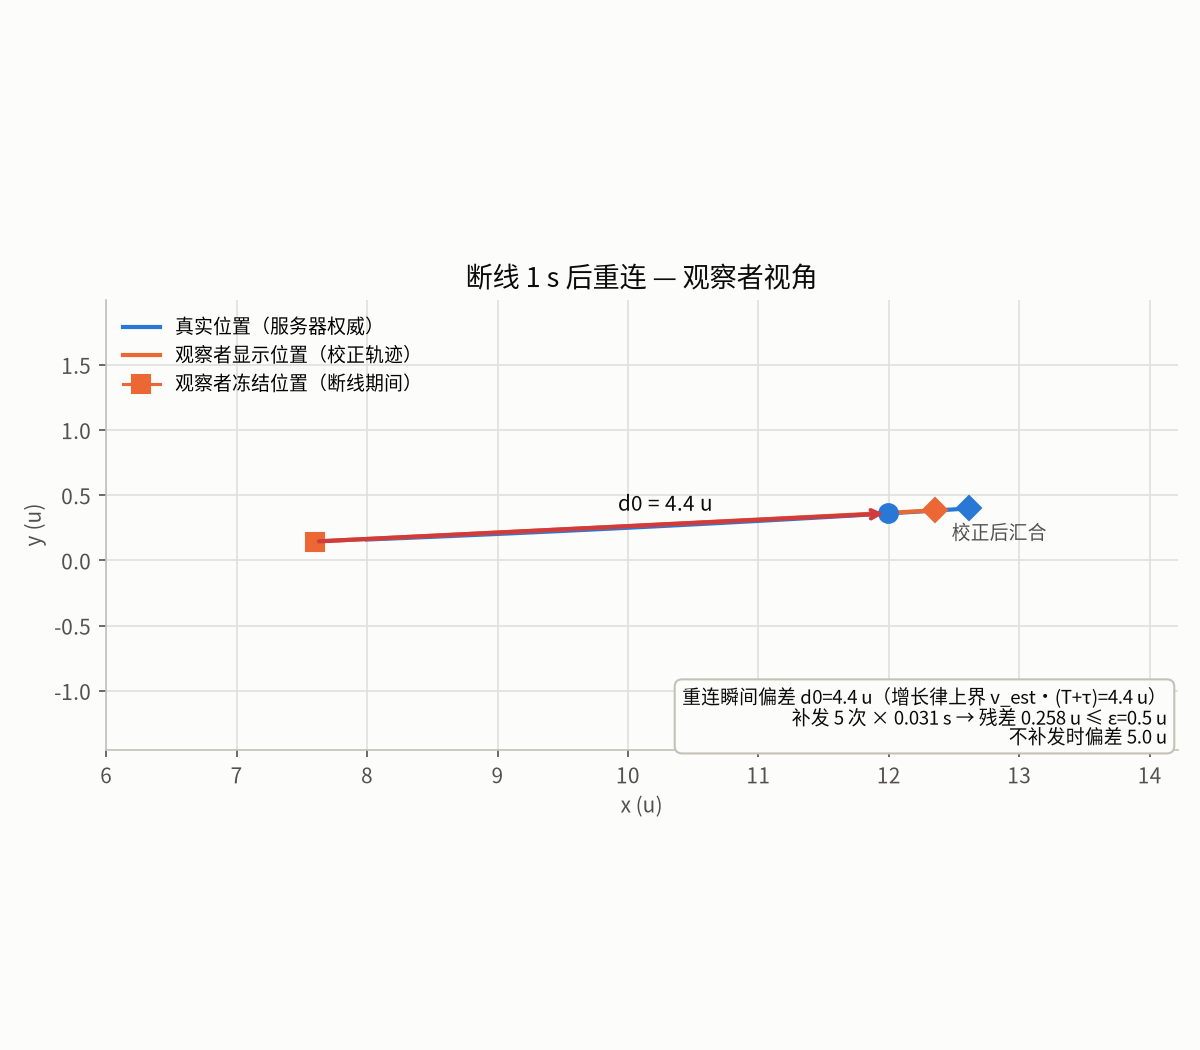 断线 1 s 后重连 — 观察者视角
真实位置（服务器权威）
观察者显示位置（校正轨迹）
观察者冻结位置（断线期间）
1.5
1.0
0.5
0.0
-0.5
-1.0
y (u)
d0 = 4.4 u
校正后汇合
重连瞬间偏差 d0=4.4 u（增长律上界 v_est·(T+τ)=4.4 u）
补发 5 次 × 0.031 s → 残差 0.258 u ≤ ε=0.5 u
不补发时偏差 5.0 u
6 7 8 9 10 11 12 13 14
x (u)